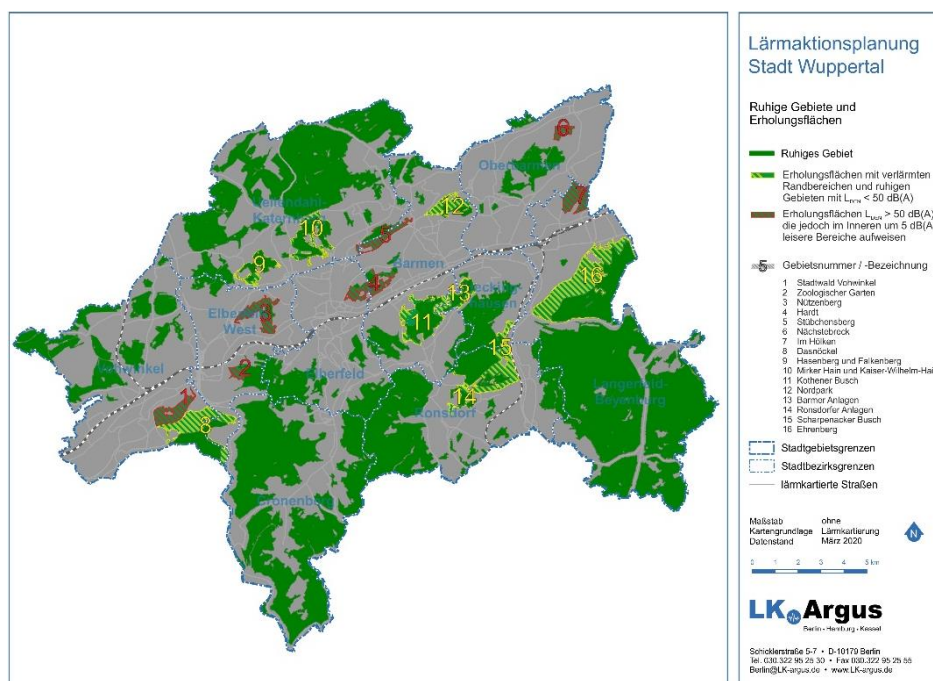 Lärmaktionsplanung
Stadt Wuppertal
Ruhige Gebiete und
Erholungsflächen
Ruhiges Gebiet
Erholungsflächen mit verlärmten
Randbereichen und ruhigen
Gebieten mit L_DEN < 50 dB(A)
Erholungsflächen L_DEN > 50 dB(A)
die jedoch im Inneren um 5 dB(A)
leisere Bereiche aufweisen
5 Gebietsnummer / -Bezeichnung
1 Stadtwald Vohwinkel
2 Zoologischer Garten
3 Nützenberg
4 Hardt
5 Stübchensberg
6 Nächstebreck
7 Im Hölken
8 Dasnöckel
9 Hasenberg und Falkenberg
10 Mirker Hain und Kaiser-Wilhelm-Hain
11 Kothener Busch
12 Nordpark
13 Barmer Anlagen
14 Ronsdorfer Anlagen
15 Scharpenacker Busch
16 Ehrenberg
Stadtgebietsgrenzen
Stadtbezirksgrenzen
lärmkartierte Straßen
Maßstab ohne
Kartengrundlage Lärmkartierung
Datenstand März 2020
N
0 1 2 3 4 5 km
LK Argus
Berlin • Hamburg • Kassel
Schicklerstraße 5-7 • D-10179 Berlin
Tel. 030.322 95 25 30 • Fax 030.322 95 25 55
Berlin@LK-argus.de • www.LK-argus.de
6
Oberbarmen
7
12
10
5
16
9
Barmen
4
13
3
Elberfeld
West
11
15
Vohwinkel
2
Elberfeld
Langerfeld-
Beyenburg
1
14
Ronsdorf
8
Cronenberg